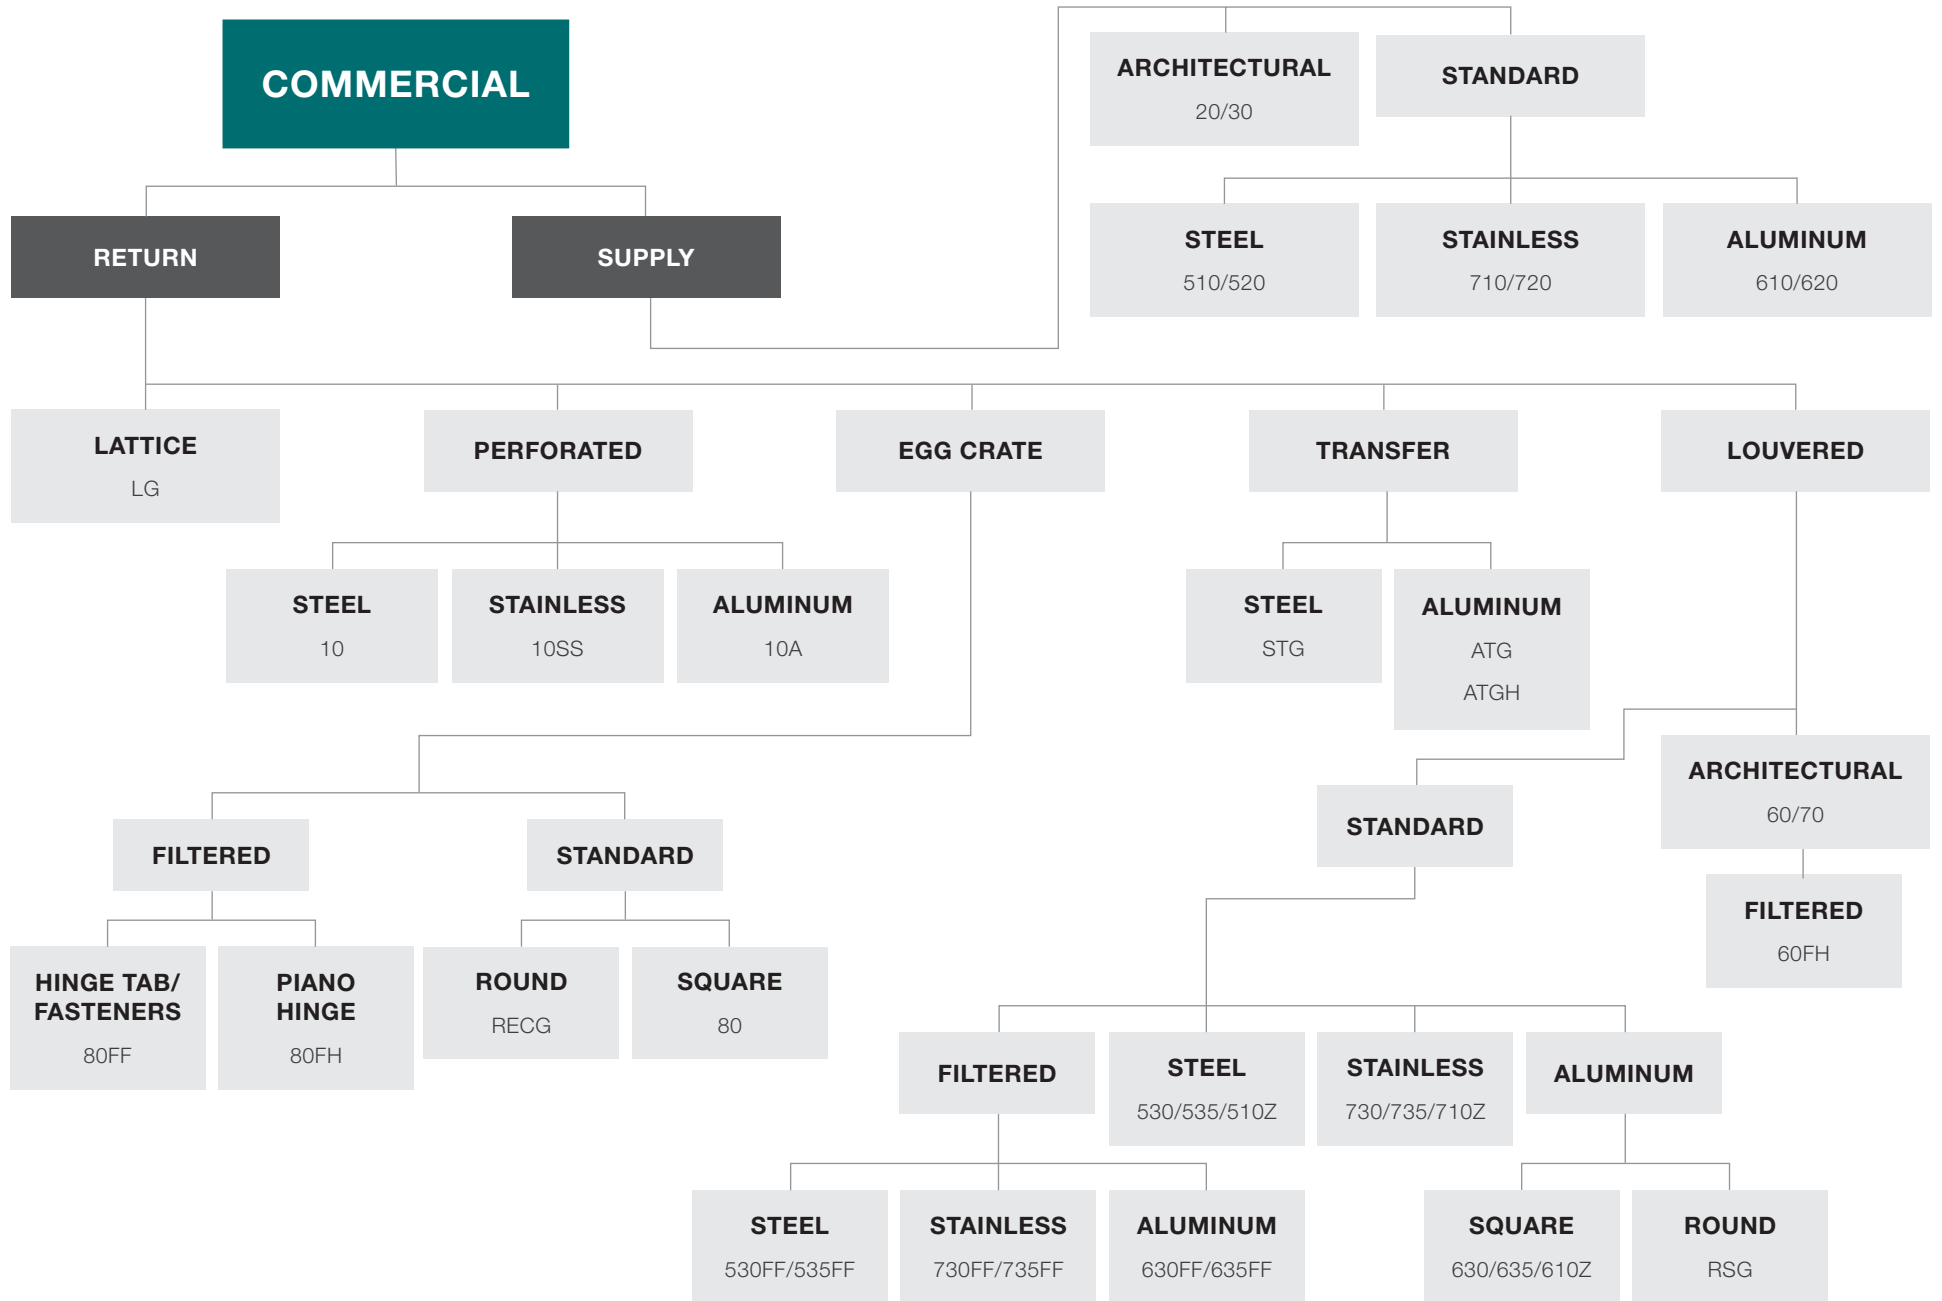 COMMERCIAL
RETURN
SUPPLY
ARCHITECTURAL
20/30
STANDARD
STEEL
510/520
STAINLESS
710/720
ALUMINUM
610/620
LATTICE
LG
PERFORATED
EGG CRATE
TRANSFER
LOUVERED
STEEL
10
STAINLESS
10SS
ALUMINUM
10A
STEEL
STG
ALUMINUM
ATG
ATGH
ARCHITECTURAL
60/70
FILTERED
60FH
STANDARD
FILTERED
STANDARD
HINGE TAB/
FASTENERS
80FF
PIANO
HINGE
80FH
ROUND
RECG
SQUARE
80
FILTERED
STEEL
530/535/510Z
STAINLESS
730/735/710Z
ALUMINUM
STEEL
530FF/535FF
STAINLESS
730FF/735FF
ALUMINUM
630FF/635FF
SQUARE
630/635/610Z
ROUND
RSG